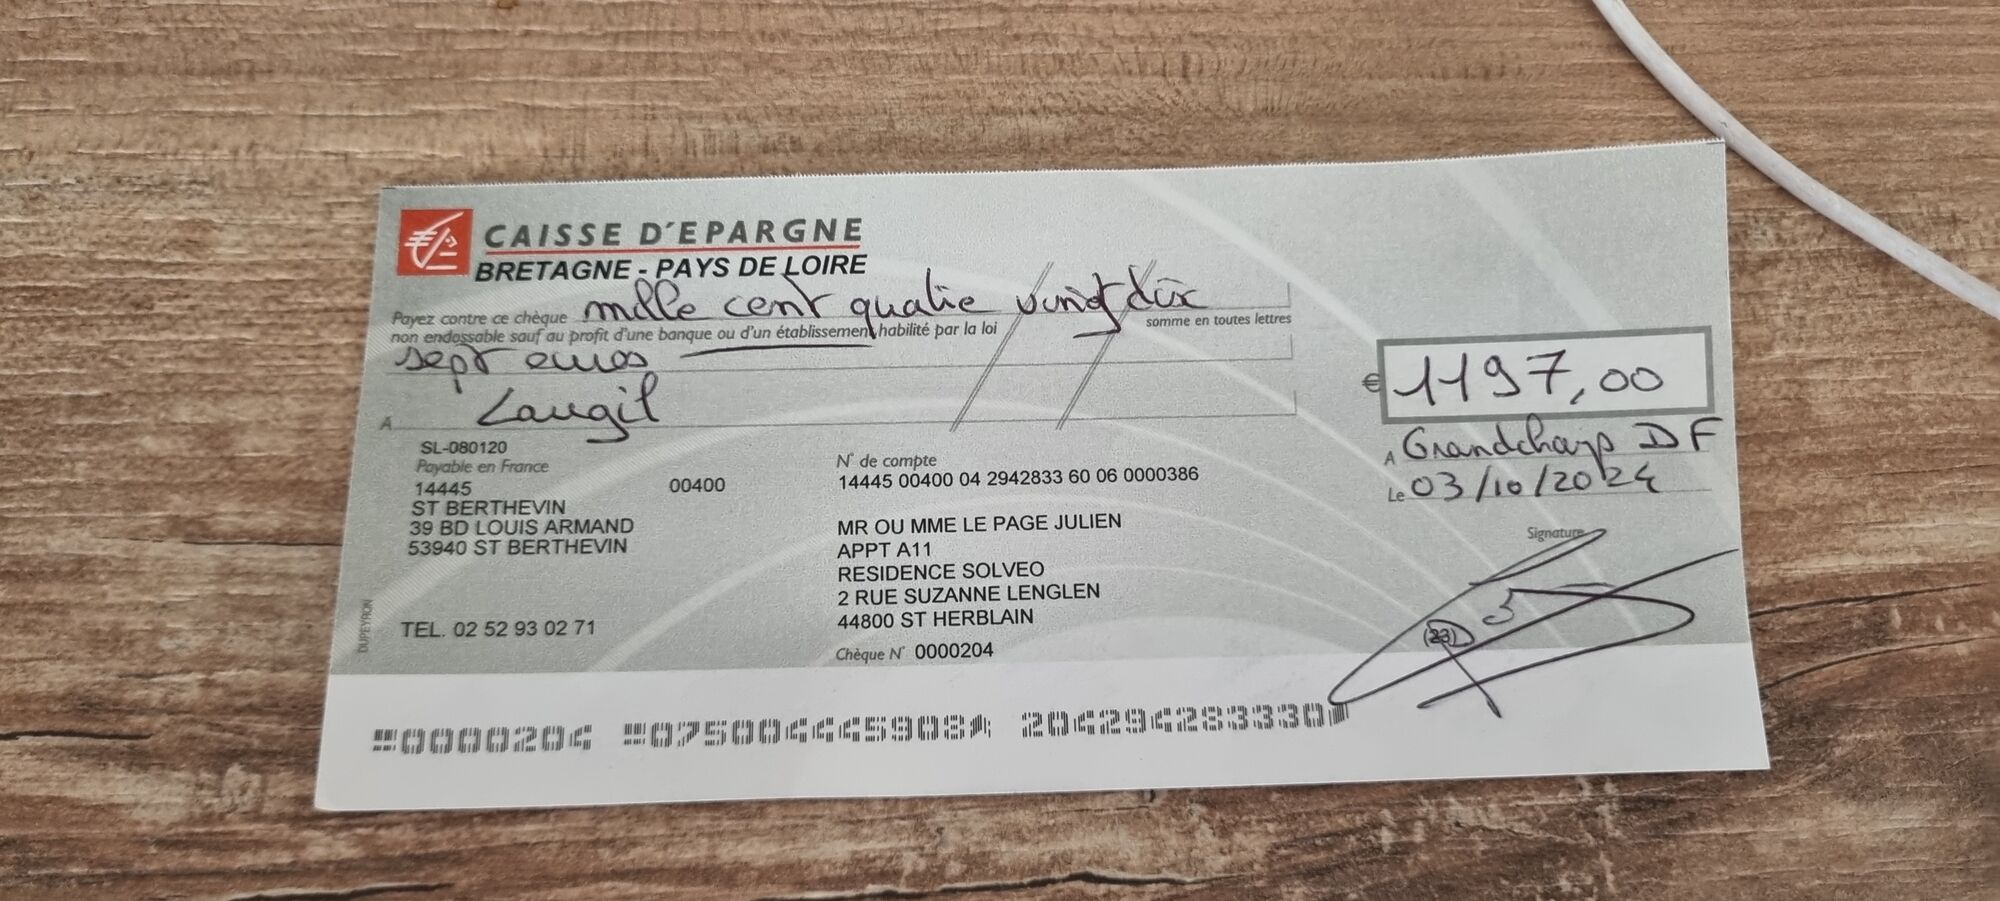 CAISSE D'EPARGNE
BRETAGNE - PAYS DE LOIRE
Payez contre ce chèque mille cent quatre vingt dix
non endossable sauf au profit d'une banque ou d'un établissement habilité par la loi
somme en toutes lettres
sept euros
€ 1197,00
A Laugil
A Grandchamp DF
Le 03/10/2024
SL-080120
Payable en France
14445 00400
ST BERTHEVIN
39 BD LOUIS ARMAND
53940 ST BERTHEVIN
TEL. 02 52 93 02 71
N° de compte
14445 00400 04 2942833 60 06 0000386
MR OU MME LE PAGE JULIEN
APPT A11
RESIDENCE SOLVEO
2 RUE SUZANNE LENGLEN
44800 ST HERBLAIN
Chèque N° 0000204
Signature
(23)
DUPEYRON
0000204 075004445908 204294283330